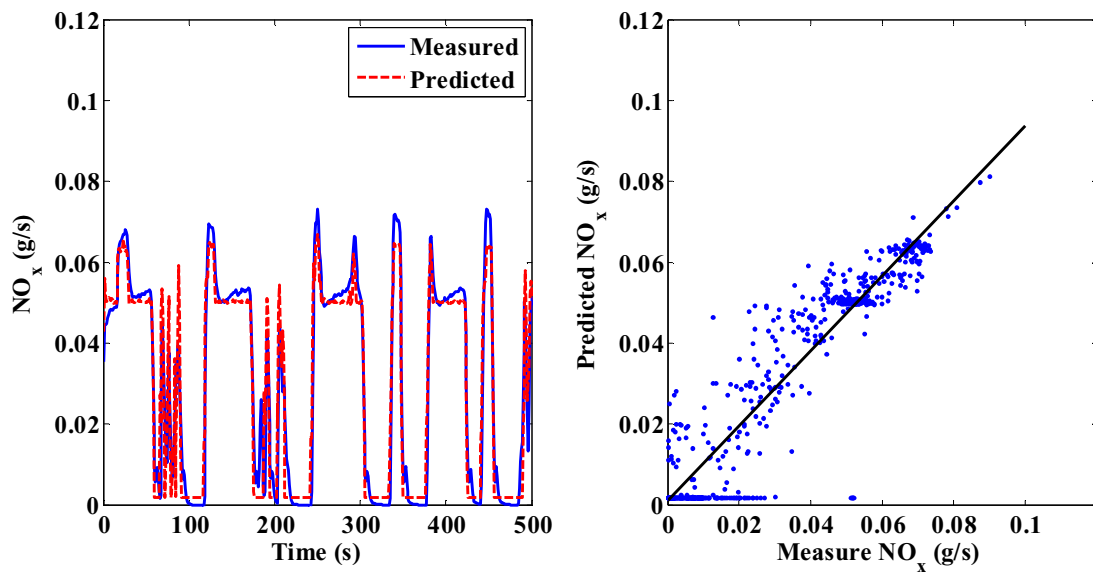 0.12
0.1
0.08
0.06
0.04
0.02
0
NOx (g/s)
Measured
Predicted
0 100 200 300 400 500
Time (s)
0.12
0.1
0.08
0.06
0.04
0.02
0
Predicted NOx (g/s)
0 0.02 0.04 0.06 0.08 0.1
Measure NOx (g/s)